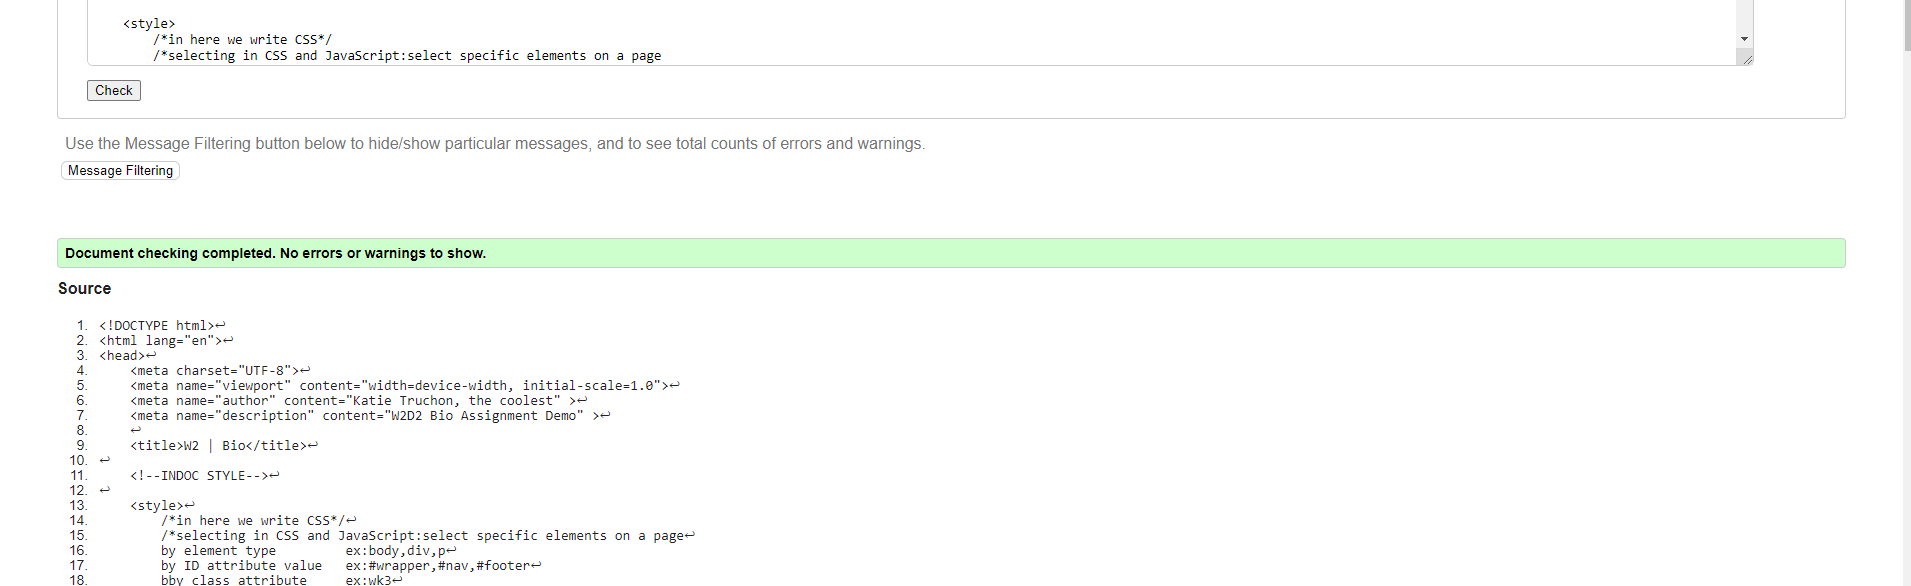 <style>
/*in here we write CSS*/
/*selecting in CSS and JavaScript:select specific elements on a page
Check
Use the Message Filtering button below to hide/show particular messages, and to see total counts of errors and warnings.
Message Filtering
Document checking completed. No errors or warnings to show.
Source
1. <!DOCTYPE html>↩
2. <html lang="en">↩
3. <head>↩
4. <meta charset="UTF-8">↩
5. <meta name="viewport" content="width=device-width, initial-scale=1.0">↩
6. <meta name="author" content="Katie Truchon, the coolest" >↩
7. <meta name="description" content="W2D2 Bio Assignment Demo" >↩
8. ↩
9. <title>W2 | Bio</title>↩
10. ↩
11. <!--INDOC STYLE-->↩
12. ↩
13. <style>↩
14. /*in here we write CSS*/↩
15. /*selecting in CSS and JavaScript:select specific elements on a page↩
16. by element type ex:body,div,p↩
17. by ID attribute value ex:#wrapper,#nav,#footer↩
18. bby class attribute ex:wk3↩